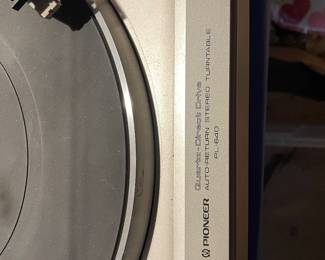 Quartz-Direct Drive
AUTO-RETURN STEREO TURNTABLE
PL-640
PIONEER